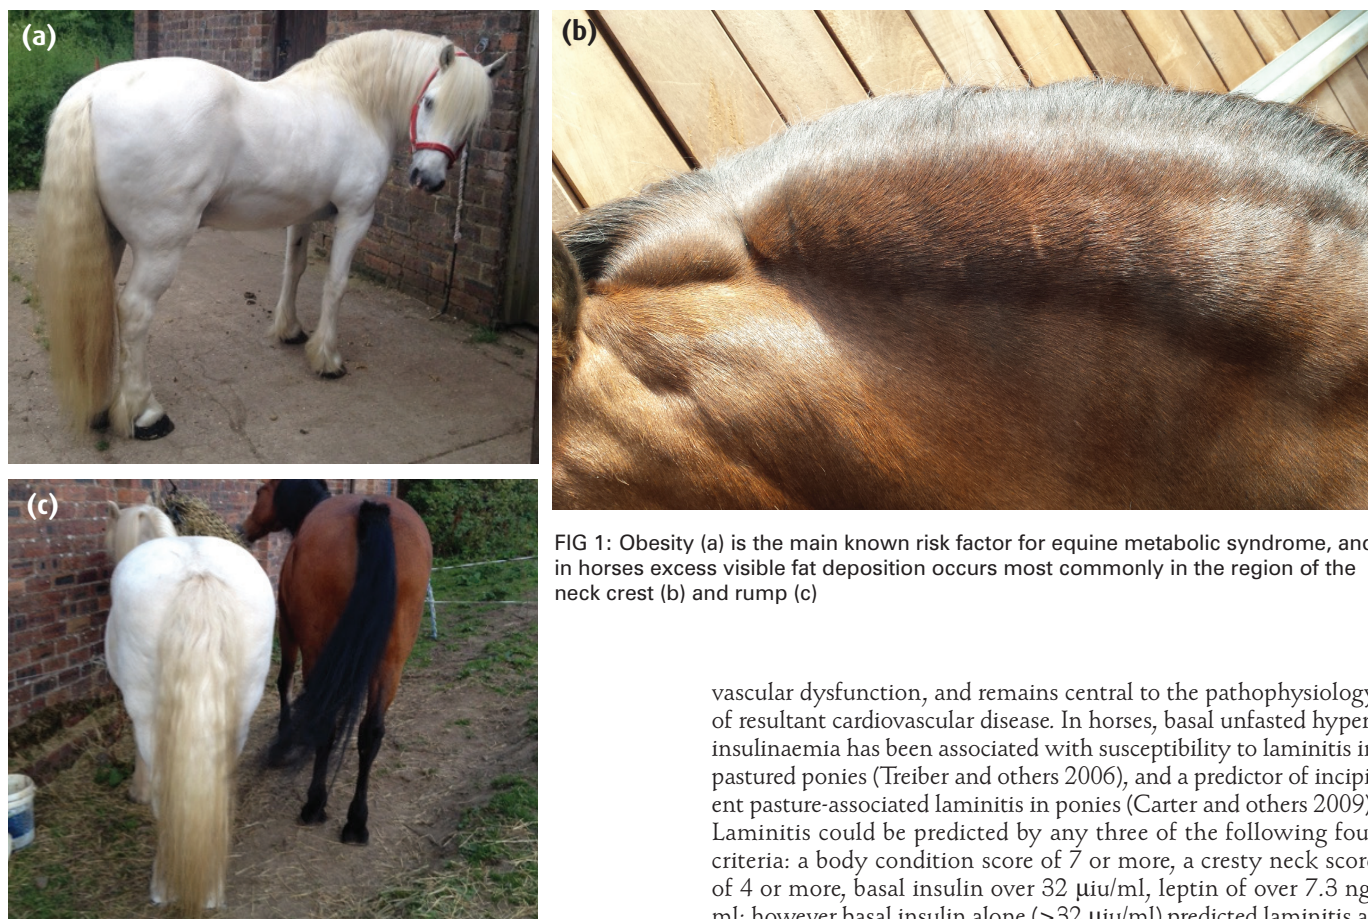 (a)
(b)
(c)
FIG 1: Obesity (a) is the main known risk factor for equine metabolic syndrome, and
in horses excess visible fat deposition occurs most commonly in the region of the
neck crest (b) and rump (c)
vascular dysfunction, and remains central to the pathophysiology
of resultant cardiovascular disease. In horses, basal unfasted hyper
insulinaemia has been associated with susceptibility to laminitis in
pastured ponies (Treiber and others 2006), and a predictor of incipi
ent pasture-associated laminitis in ponies (Carter and others 2009)
Laminitis could be predicted by any three of the following fou
criteria: a body condition score of 7 or more, a cresty neck score
of 4 or more, basal insulin over 32 μiu/ml, leptin of over 7.3 ng
ml; however basal insulin alone (>32 μiu/ml) predicted laminitis a